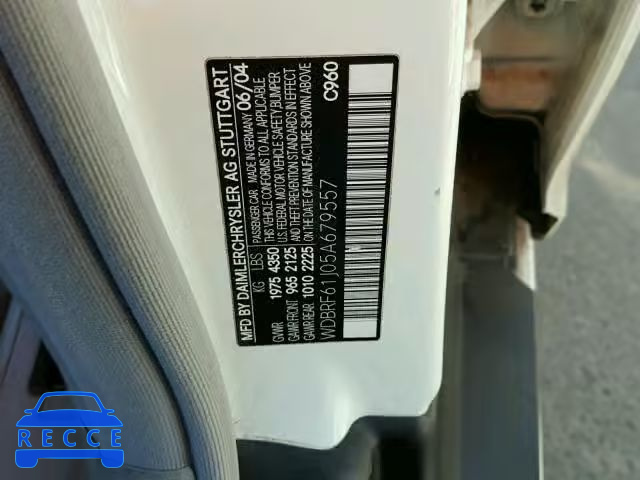 MFD BY DAIMLERCHRYSLER AG STUTTGART
PASSENGER CAR MADE IN GERMANY 06/04
KG LBS THIS VEHICLE CONFORMS TO ALL APPLICABLE
GVWR 1975 4350 U.S. FEDERAL MOTOR VEHICLE SAFETY, BUMPER
GAWR FRONT 965 2125 AND THEFT PREVENTION STANDARDS IN EFFECT
GAWR REAR 1010 2225 ON THE DATE OF MANUFACTURE SHOWN ABOVE
WDBRF61J05A679557 C960
RECCE